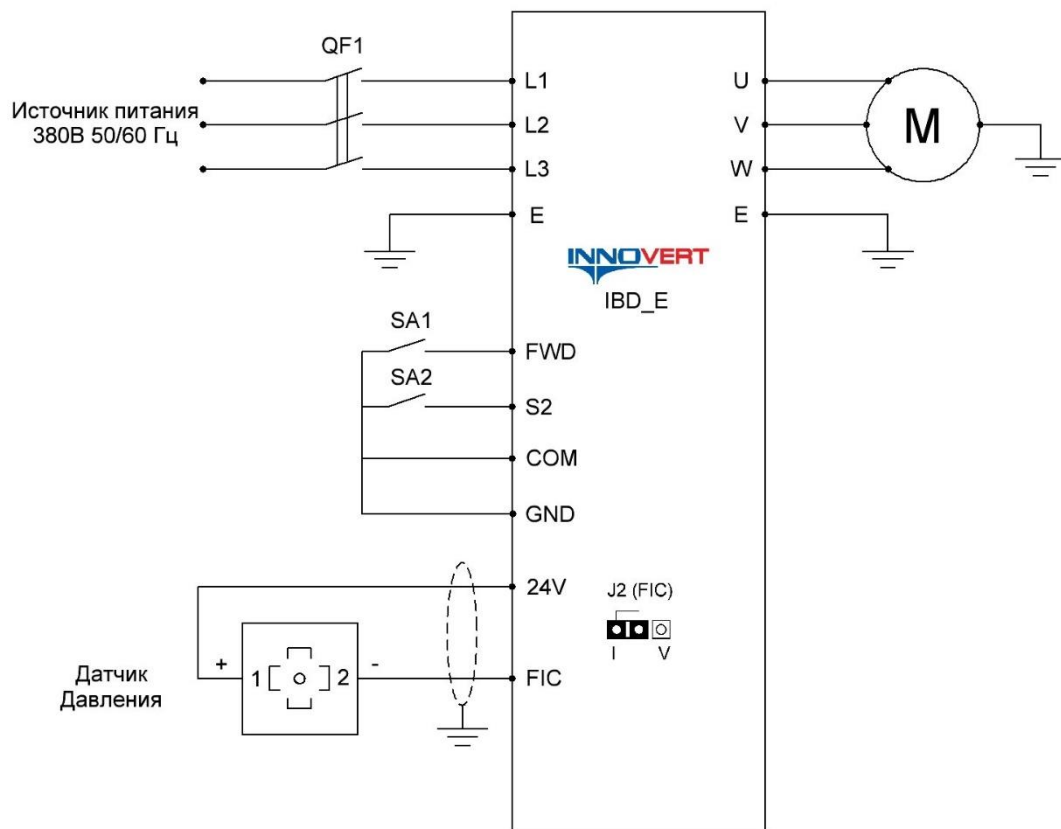 QF1
Источник питания
380В 50/60 Гц
L1
L2
L3
E
U
V
W
E
M
INNOVERT
IBD_E
SA1
FWD
SA2
S2
COM
GND
24V
J2 (FIC)
I V
Датчик
Давления
+ 1 2 -
FIC